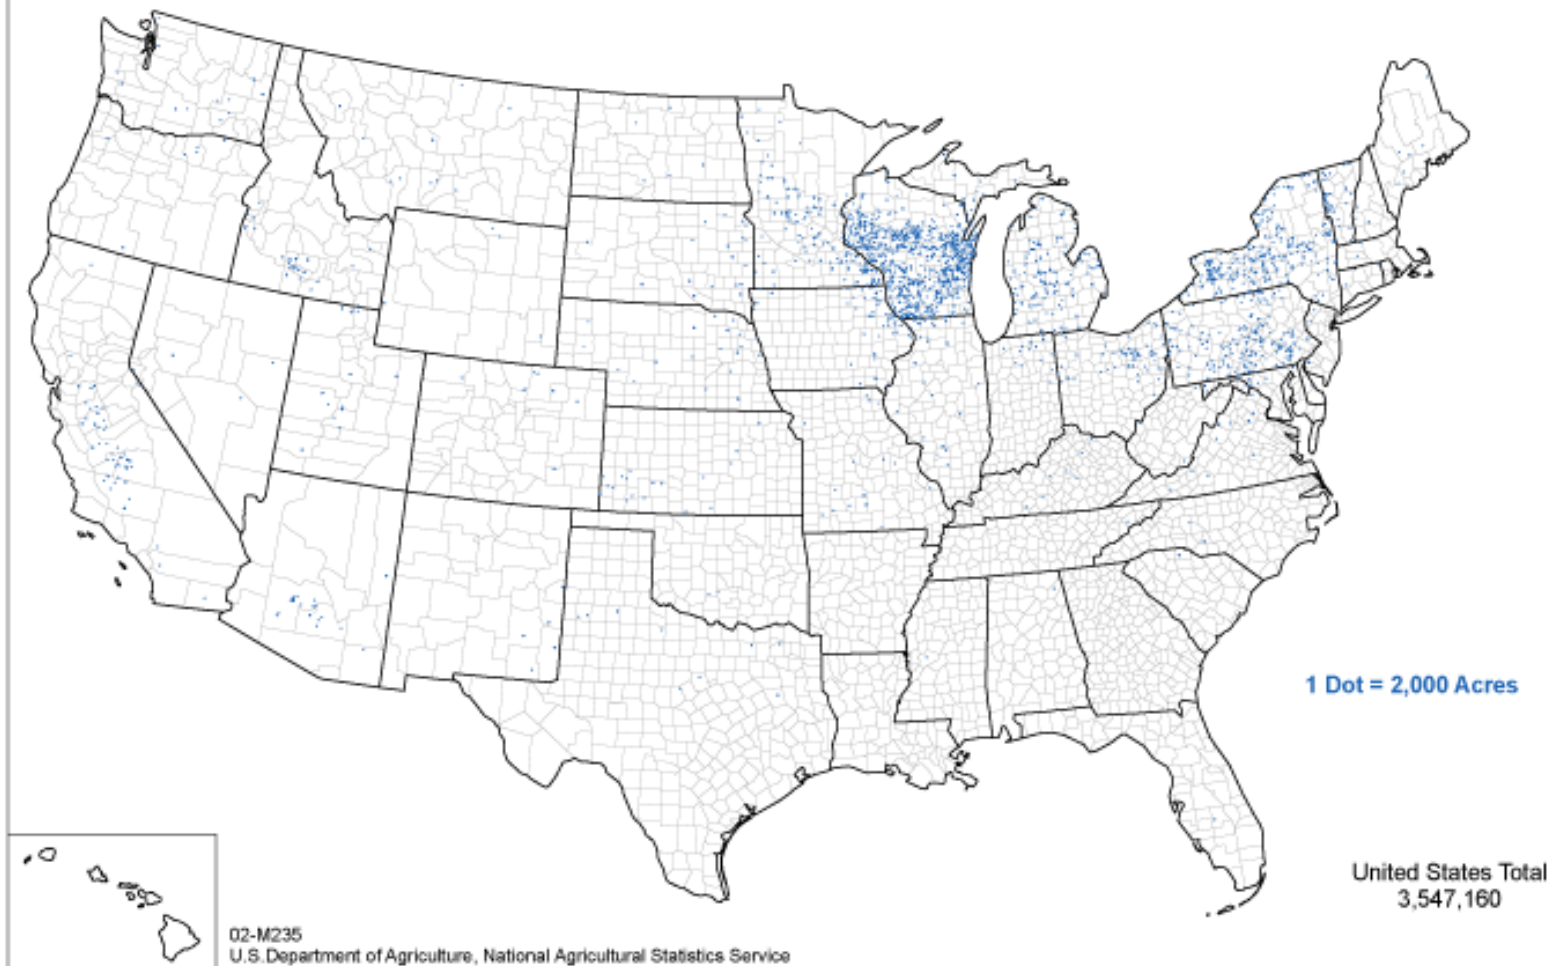 1 Dot = 2,000 Acres
United States Total
3,547,160
02-M235
U.S.Department of Agriculture, National Agricultural Statistics Service